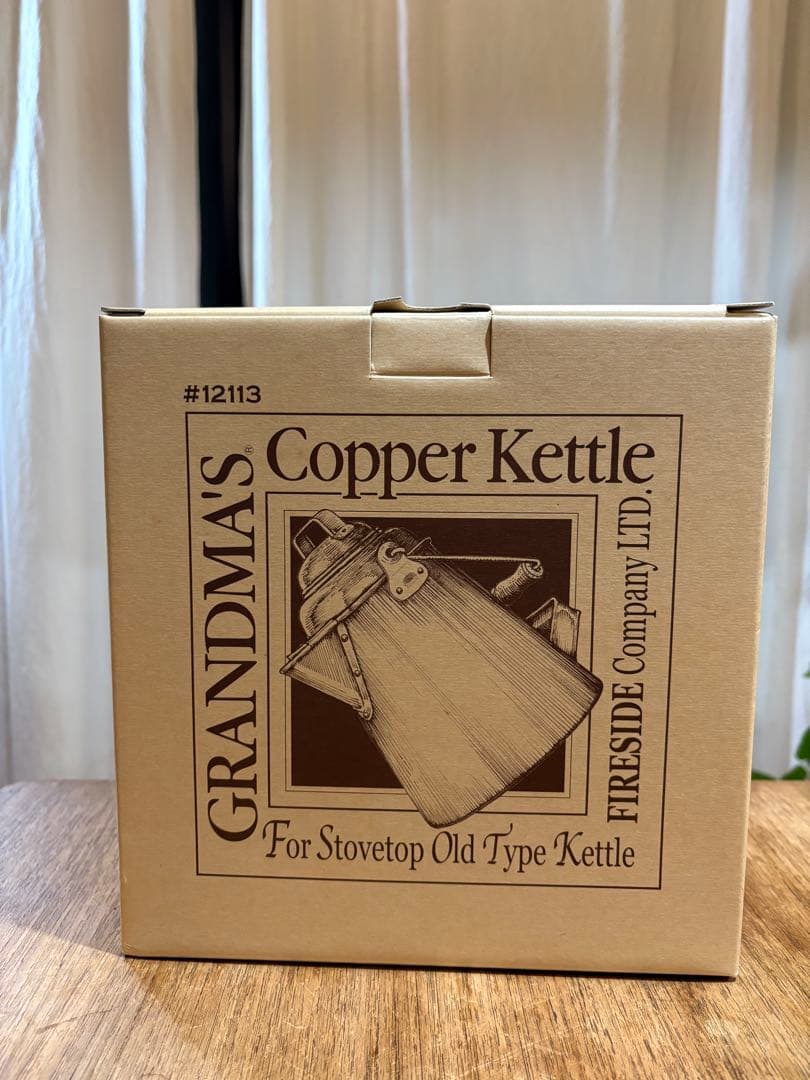 #12113
GRANDMA'S®
Copper Kettle
FIRESIDE Company LTD.
For Stovetop Old Type Kettle